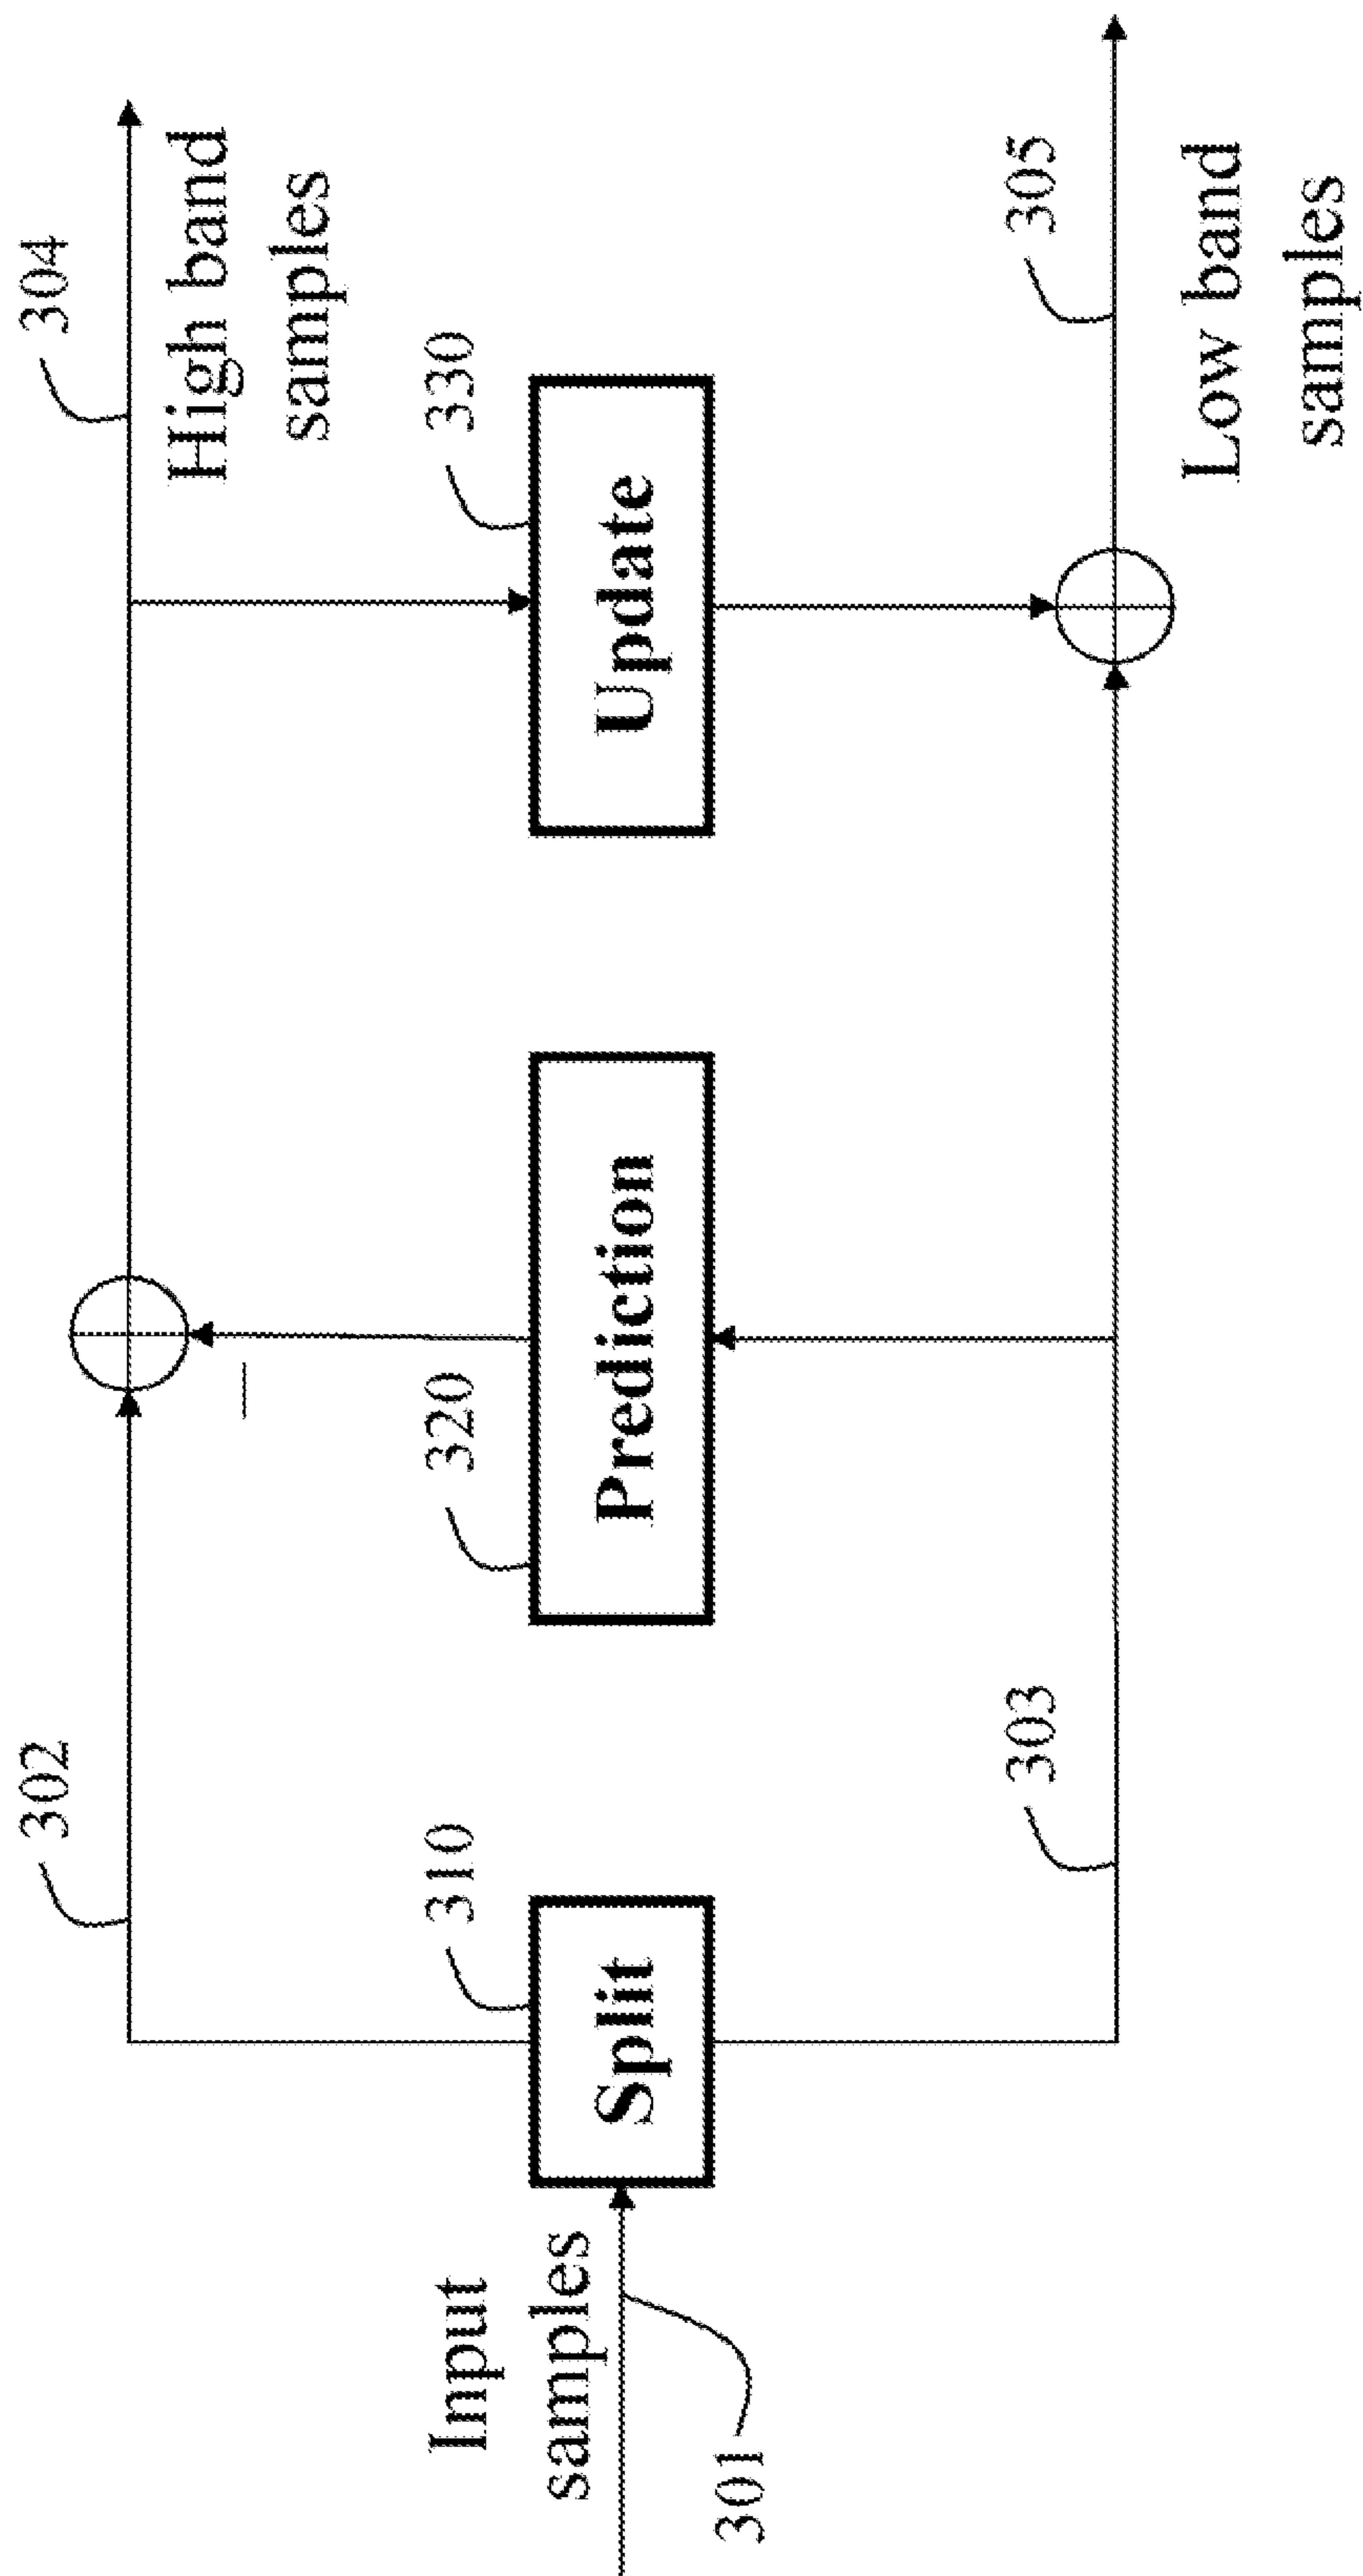 302
304
High band
samples
310
320
330
Input
samples
Split
Prediction
Update
301
303
305
Low band
samples